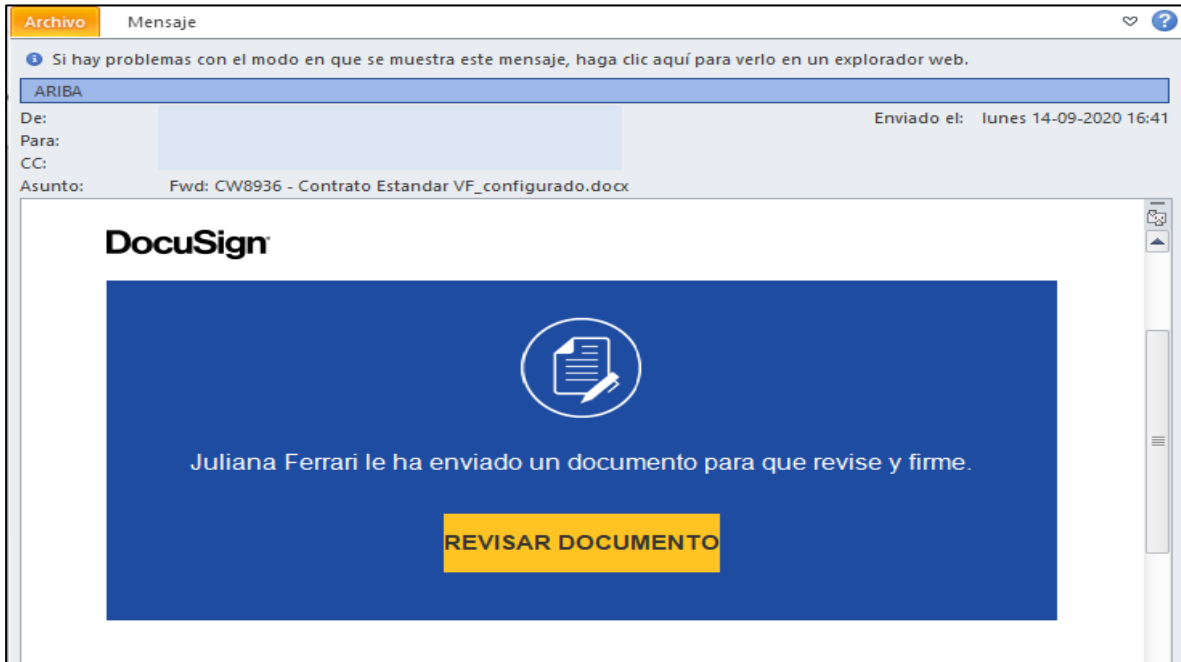 Archivo Mensaje
Si hay problemas con el modo en que se muestra este mensaje, haga clic aquí para verlo en un explorador web.
ARIBA
De: Enviado el: lunes 14-09-2020 16:41
Para:
CC:
Asunto: Fwd: CW8936 - Contrato Estandar VF_configurado.docx
DocuSign
Juliana Ferrari le ha enviado un documento para que revise y firme.
REVISAR DOCUMENTO